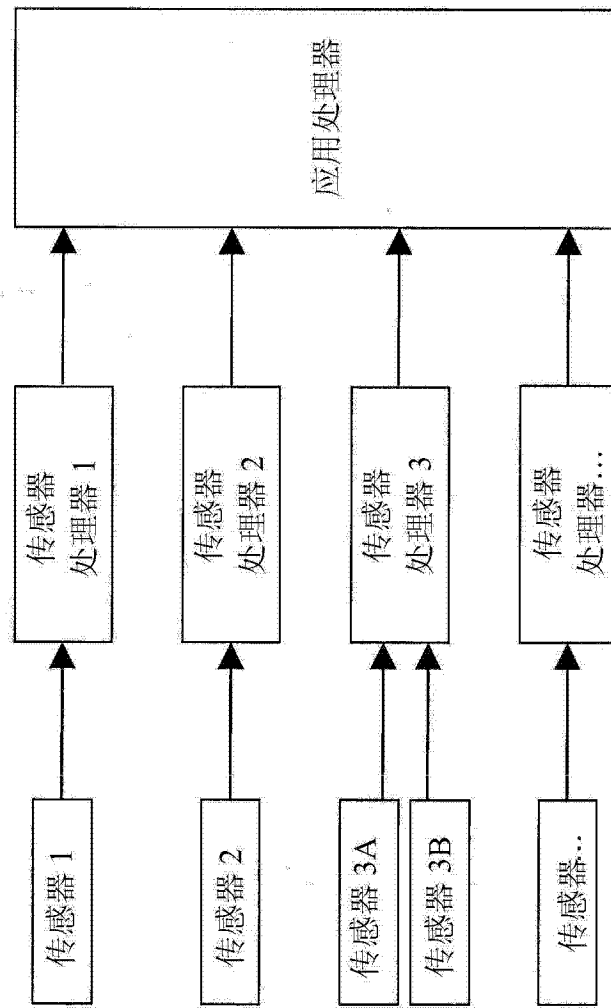 应用处理器
传感器
处理器 1
传感器
处理器 2
传感器
处理器 3
传感器
处理器…
传感器 1
传感器 2
传感器 3A
传感器 3B
传感器…